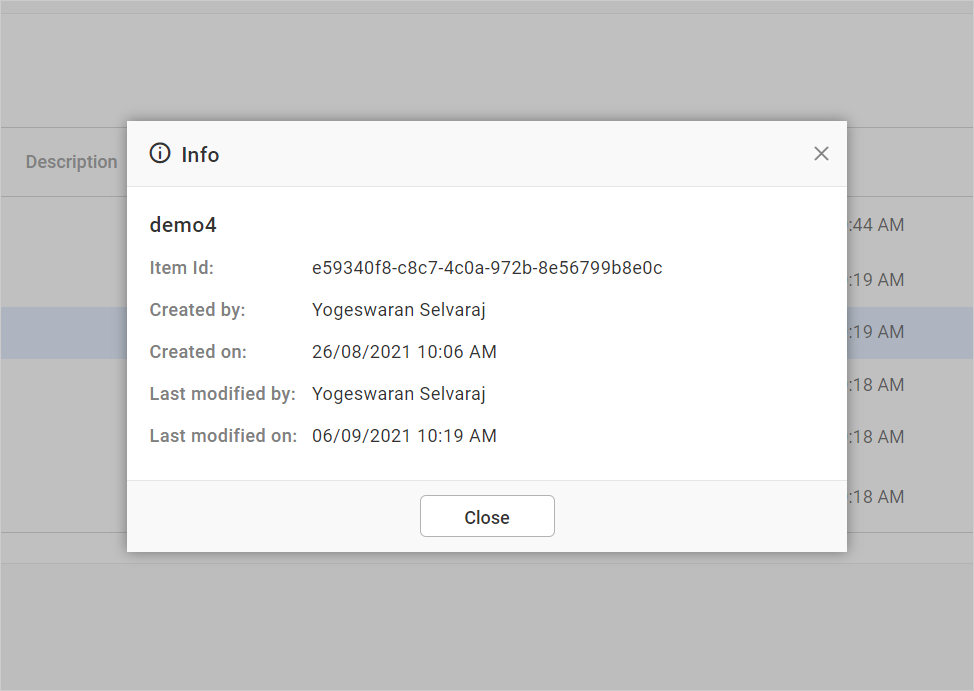 Info
Description
demo4
:44 AM
Item Id: e59340f8-c8c7-4c0a-972b-8e56799b8e0c
:19 AM
Created by: Yogeswaran Selvaraj
:19 AM
Created on: 26/08/2021 10:06 AM
:18 AM
Last modified by: Yogeswaran Selvaraj
Last modified on: 06/09/2021 10:19 AM
:18 AM
:18 AM
Close